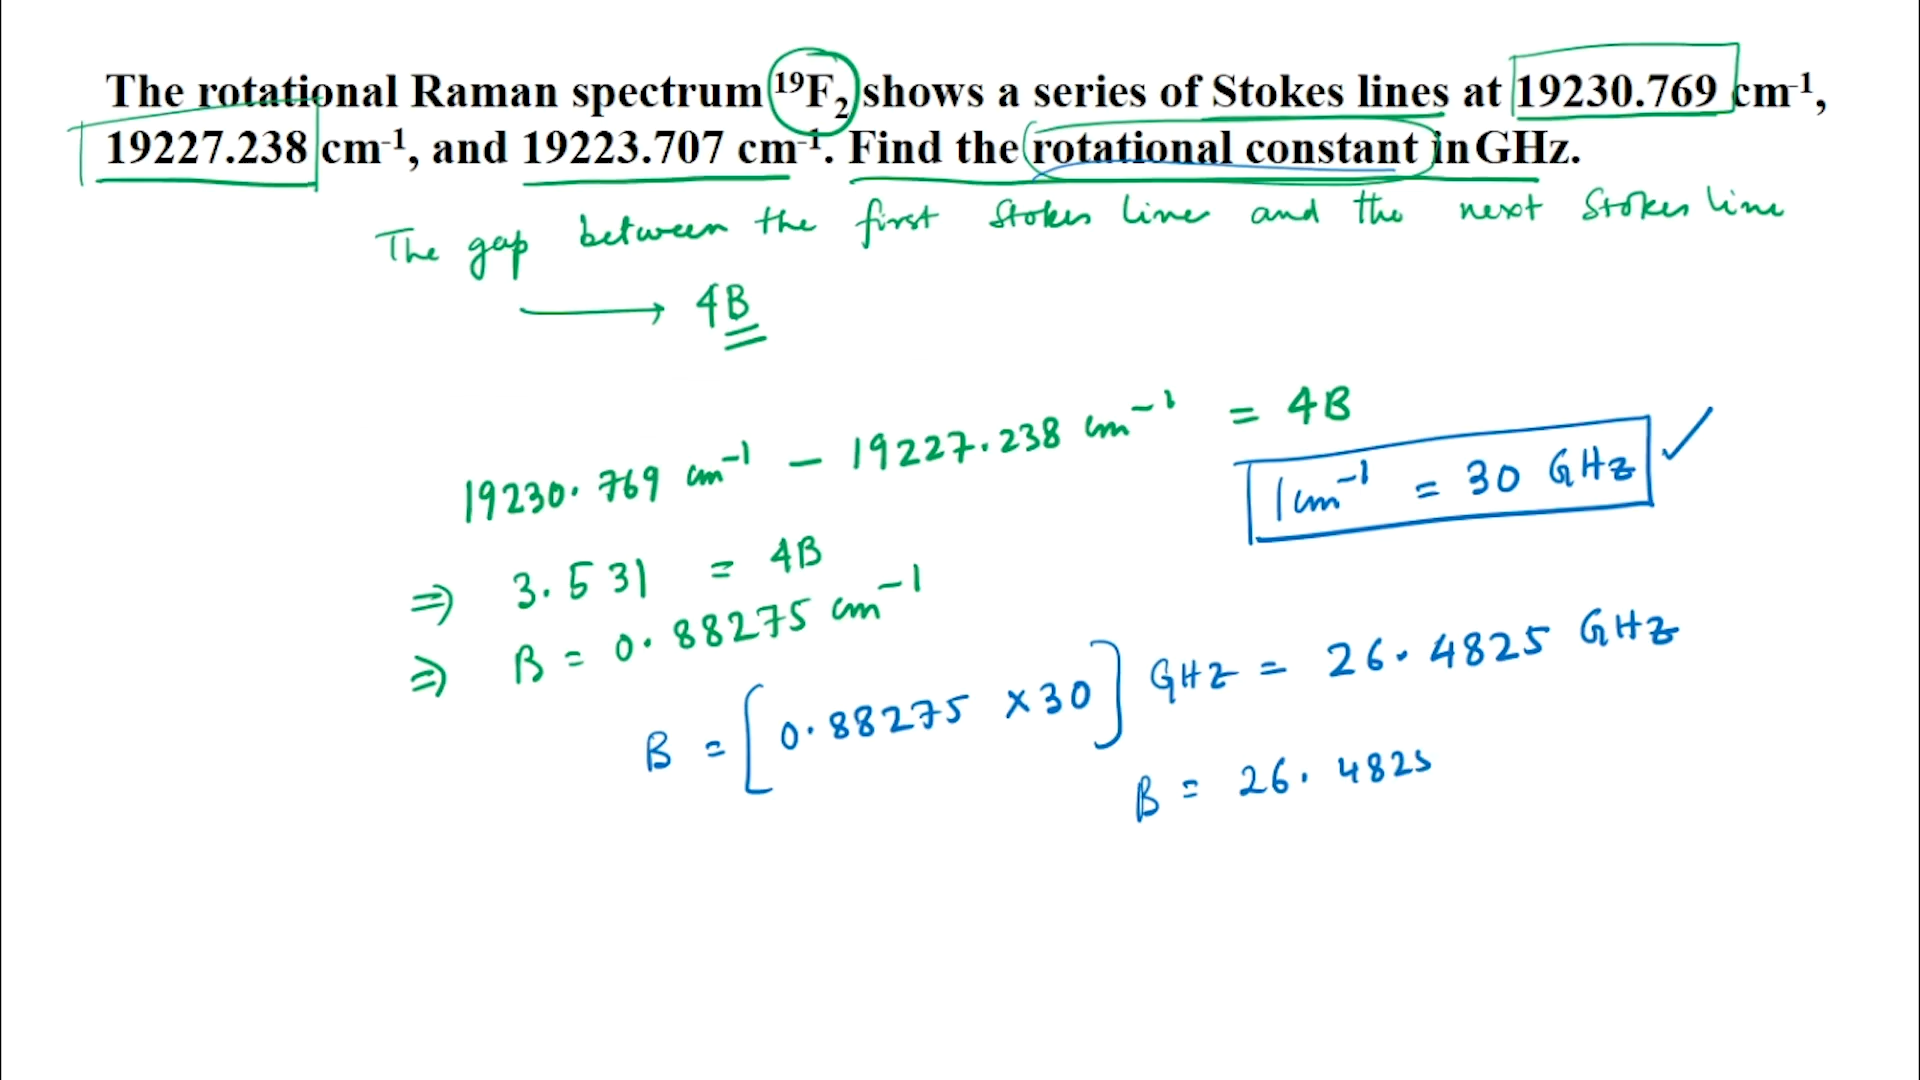 The rotational Raman spectrum ¹⁹F₂ shows a series of Stokes lines at 19230.769 cm⁻¹,
19227.238 cm⁻¹, and 19223.707 cm⁻¹. Find the rotational constant in GHz.
The gap between the first Stokes line and the next Stokes line
⟶ 4B
19230.769 cm⁻¹ − 19227.238 cm⁻¹ = 4B
1 cm⁻¹ = 30 GHz ✓
⇒ 3.531 = 4B
⇒ B = 0.88275 cm⁻¹
B = [0.88275 × 30] GHz = 26.4825 GHz
B = 26.4825